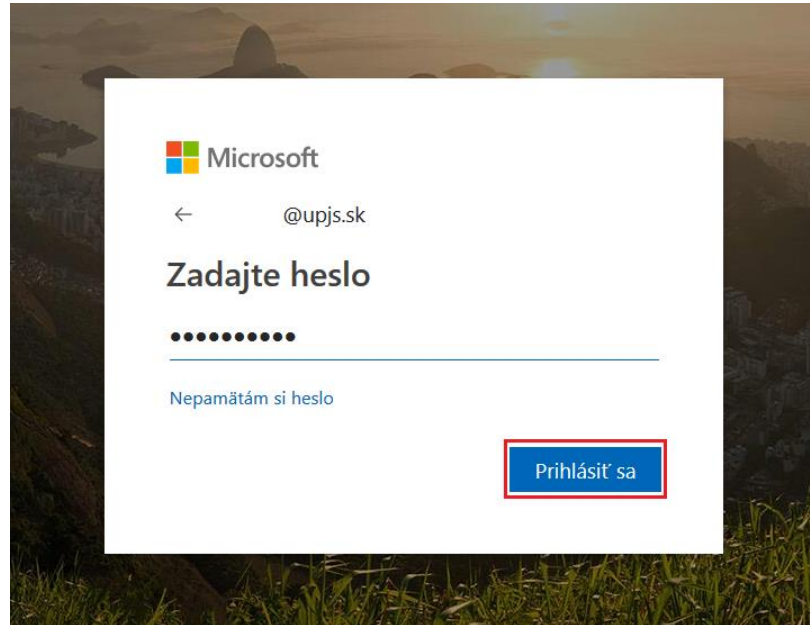 Microsoft
@upjs.sk
Zadajte heslo
Nepamätám si heslo
Prihlásiť sa